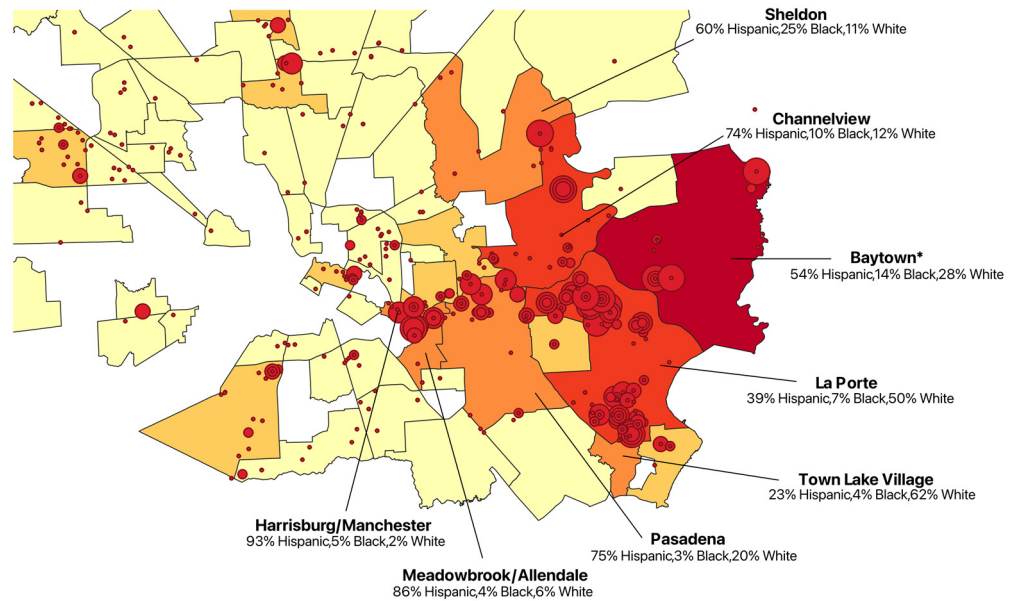 Sheldon
60% Hispanic,25% Black,11% White
Channelview
74% Hispanic,10% Black,12% White
Baytown*
54% Hispanic,14% Black,28% White
La Porte
39% Hispanic,7% Black,50% White
Town Lake Village
23% Hispanic,4% Black,62% White
Harrisburg/Manchester
93% Hispanic,5% Black,2% White
Pasadena
75% Hispanic,3% Black,20% White
Meadowbrook/Allendale
86% Hispanic,4% Black,6% White